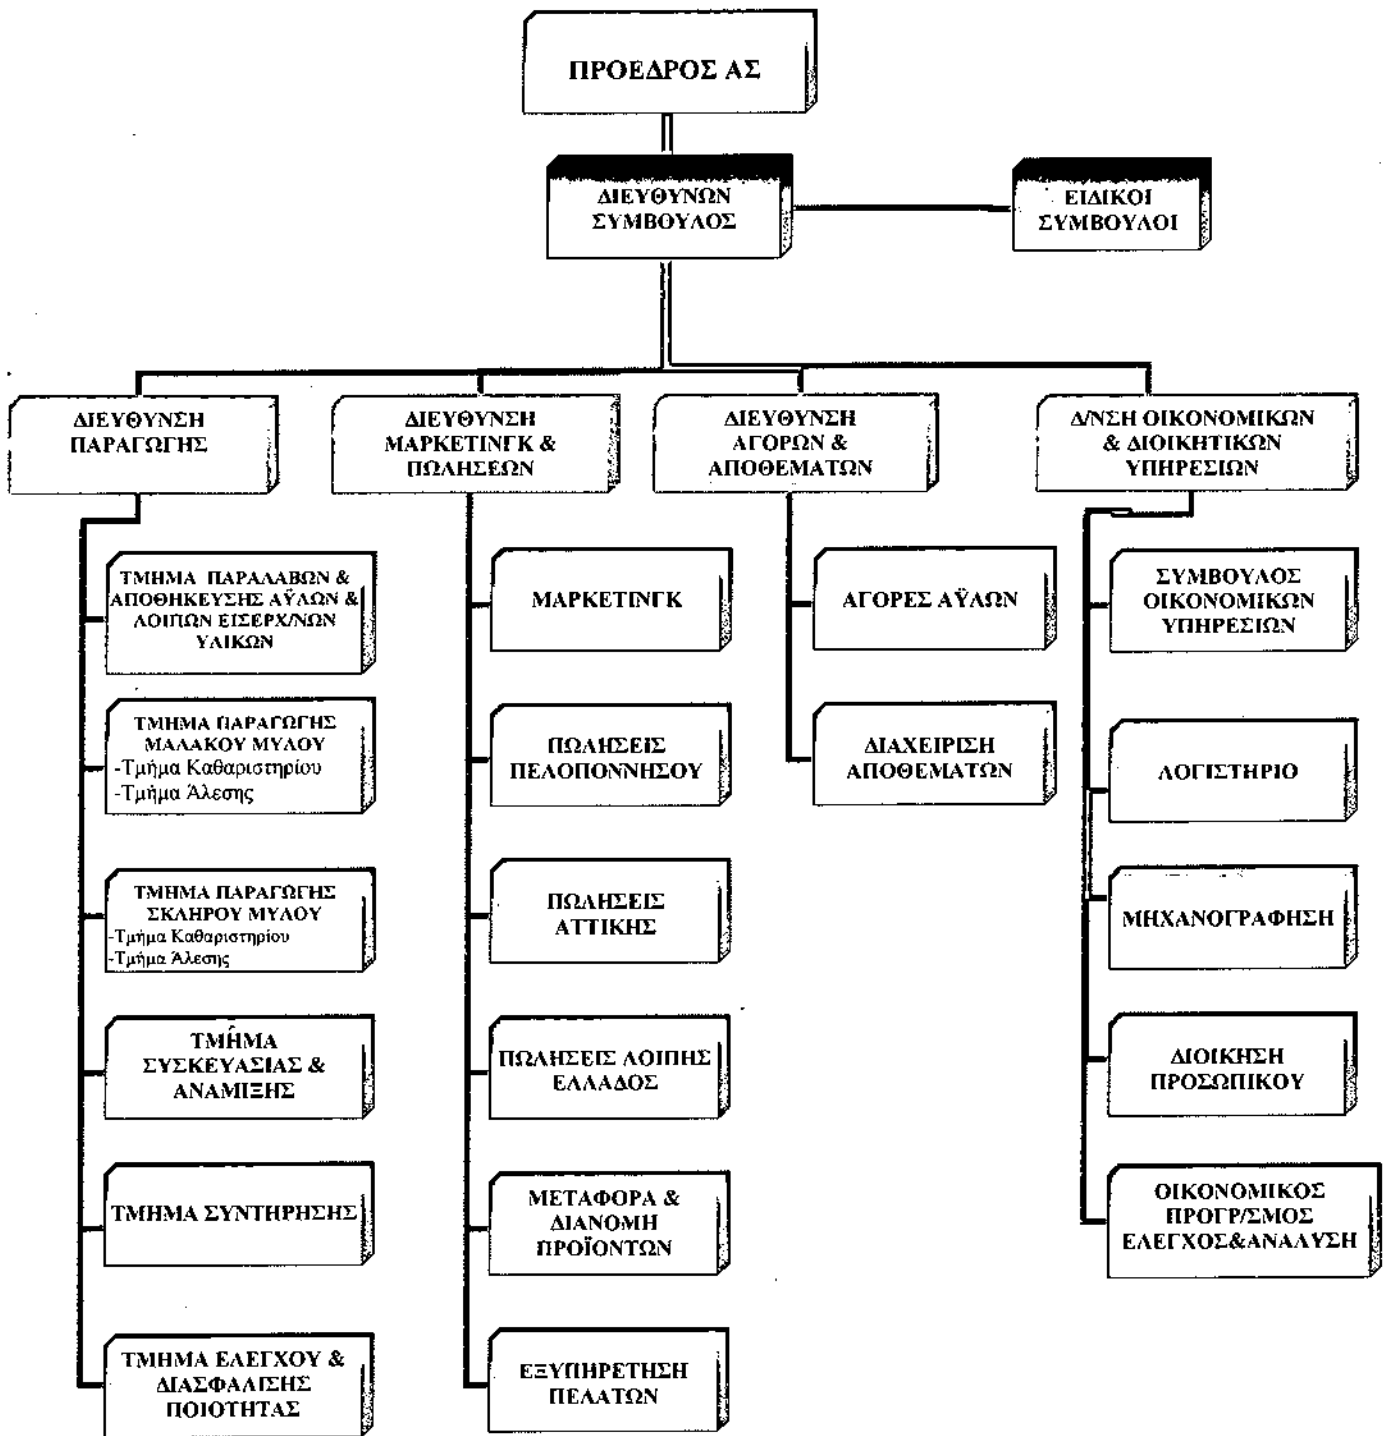 ΠΡΟΕΔΡΟΣ ΑΣ
ΔΙΕΥΘΥΝΩΝ
ΣΥΜΒΟΥΛΟΣ
ΕΙΔΙΚΟΙ
ΣΥΜΒΟΥΛΟΙ
ΔΙΕΥΘΥΝΣΗ
ΠΑΡΑΓΩΓΗΣ
ΔΙΕΥΘΥΝΣΗ
ΜΑΡΚΕΤΙΝΓΚ &
ΠΩΛΗΣΕΩΝ
ΔΙΕΥΘΥΝΣΗ
ΑΓΟΡΩΝ &
ΑΠΟΘΕΜΑΤΩΝ
Δ/ΝΣΗ ΟΙΚΟΝΟΜΙΚΩΝ
& ΔΙΟΙΚΗΤΙΚΩΝ
ΥΠΗΡΕΣΙΩΝ
ΤΜΗΜΑ ΠΑΡΑΛΑΒΩΝ &
ΑΠΟΘΗΚΕΥΣΗΣ ΑΫΛΩΝ &
ΛΟΙΠΩΝ ΕΙΣΕΡΧ/ΝΩΝ
ΥΛΙΚΩΝ
ΤΜΗΜΑ ΠΑΡΑΓΩΓΗΣ
ΜΑΛΑΚΟΥ ΜΥΛΟΥ
-Τμήμα Καθαριστηρίου
-Τμήμα Άλεσης
ΤΜΗΜΑ ΠΑΡΑΓΩΓΗΣ
ΣΚΛΗΡΟΥ ΜΥΛΟΥ
-Τμήμα Καθαριστηρίου
-Τμήμα Άλεσης
ΤΜΗΜΑ
ΣΥΣΚΕΥΑΣΙΑΣ &
ΑΝΑΜΙΞΗΣ
ΤΜΗΜΑ ΣΥΝΤΗΡΗΣΗΣ
ΤΜΗΜΑ ΕΛΕΓΧΟΥ &
ΔΙΑΣΦΑΛΙΣΗΣ
ΠΟΙΟΤΗΤΑΣ
ΜΑΡΚΕΤΙΝΓΚ
ΠΩΛΗΣΕΙΣ
ΠΕΛΟΠΟΝΝΗΣΟΥ
ΠΩΛΗΣΕΙΣ
ΑΤΤΙΚΗΣ
ΠΩΛΗΣΕΙΣ ΛΟΙΠΗΣ
ΕΛΛΑΔΟΣ
ΜΕΤΑΦΟΡΑ &
ΔΙΑΝΟΜΗ
ΠΡΟΪΟΝΤΩΝ
ΕΞΥΠΗΡΕΤΗΣΗ
ΠΕΛΑΤΩΝ
ΑΓΟΡΕΣ ΑΫΛΩΝ
ΔΙΑΧΕΙΡΙΣΗ
ΑΠΟΘΕΜΑΤΩΝ
ΣΥΜΒΟΥΛΟΣ
ΟΙΚΟΝΟΜΙΚΩΝ
ΥΠΗΡΕΣΙΩΝ
ΛΟΓΙΣΤΗΡΙΟ
ΜΗΧΑΝΟΓΡΑΦΗΣΗ
ΔΙΟΙΚΗΣΗ
ΠΡΟΣΩΠΙΚΟΥ
ΟΙΚΟΝΟΜΙΚΟΣ
ΠΡΟΓΡ/ΣΜΟΣ
ΕΛΕΓΧΟΣ&ΑΝΑΛΥΣΗ